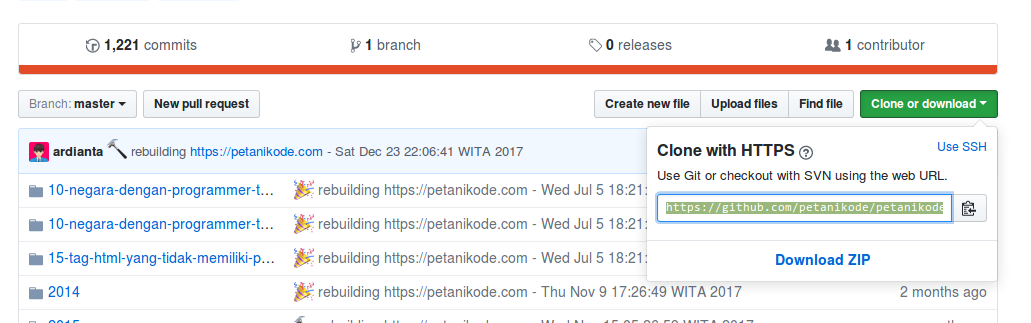 1,221 commits 1 branch 0 releases 1 contributor
Branch: master New pull request Create new file Upload files Find file Clone or download
ardianta rebuilding https://petanikode.com - Sat Dec 23 22:06:41 WITA 2017
Clone with HTTPS ? Use SSH
Use Git or checkout with SVN using the web URL.
10-negara-dengan-programmer-t... rebuilding https://petanikode.com - Wed Jul 5 18:21:
https://github.com/petanikode/petanikode
10-negara-dengan-programmer-t... rebuilding https://petanikode.com - Wed Jul 5 18:21:
15-tag-html-yang-tidak-memiliki-p... rebuilding https://petanikode.com - Wed Jul 5 18:21:
Download ZIP
2014 rebuilding https://petanikode.com - Thu Nov 9 17:26:49 WITA 2017 2 months ago